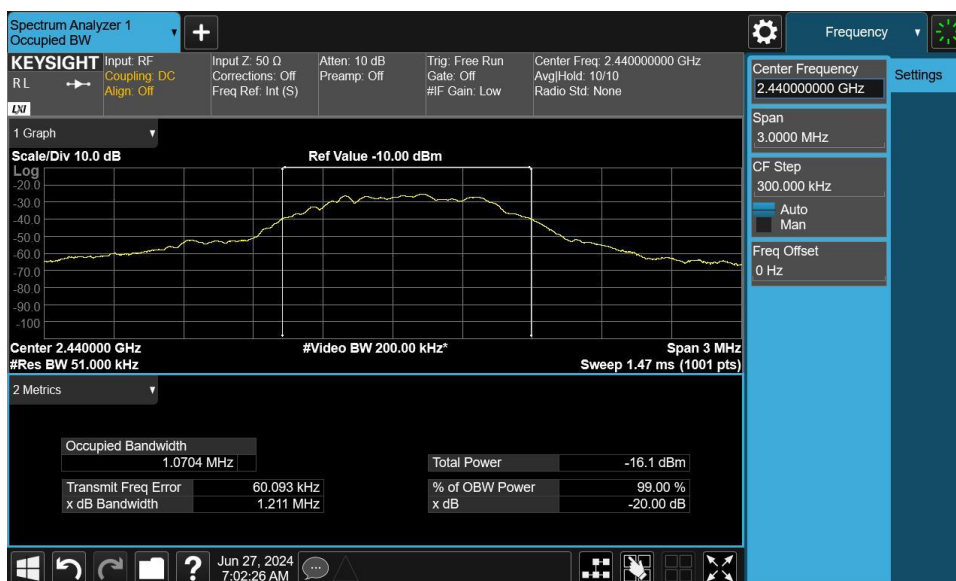 Spectrum Analyzer 1
Occupied BW
+
Frequency
KEYSIGHT
RL
LXI
Input: RF
Coupling: DC
Align: Off
Input Z: 50 Ω
Corrections: Off
Freq Ref: Int (S)
Atten: 10 dB
Preamp: Off
Trig: Free Run
Gate: Off
#IF Gain: Low
Center Freq: 2.440000000 GHz
Avg|Hold: 10/10
Radio Std: None
Center Frequency
2.440000000 GHz
Settings
Span
3.0000 MHz
CF Step
300.000 kHz
Auto
Man
Freq Offset
0 Hz
1 Graph
Scale/Div 10.0 dB
Ref Value -10.00 dBm
Log
-20.0
-30.0
-40.0
-50.0
-60.0
-70.0
-80.0
-90.0
-100
Center 2.440000 GHz
#Video BW 200.00 kHz*
Span 3 MHz
#Res BW 51.000 kHz
Sweep 1.47 ms (1001 pts)
2 Metrics
Occupied Bandwidth
1.0704 MHz
Total Power -16.1 dBm
Transmit Freq Error 60.093 kHz
% of OBW Power 99.00 %
x dB Bandwidth 1.211 MHz
x dB -20.00 dB
?
Jun 27, 2024
7:02:26 AM